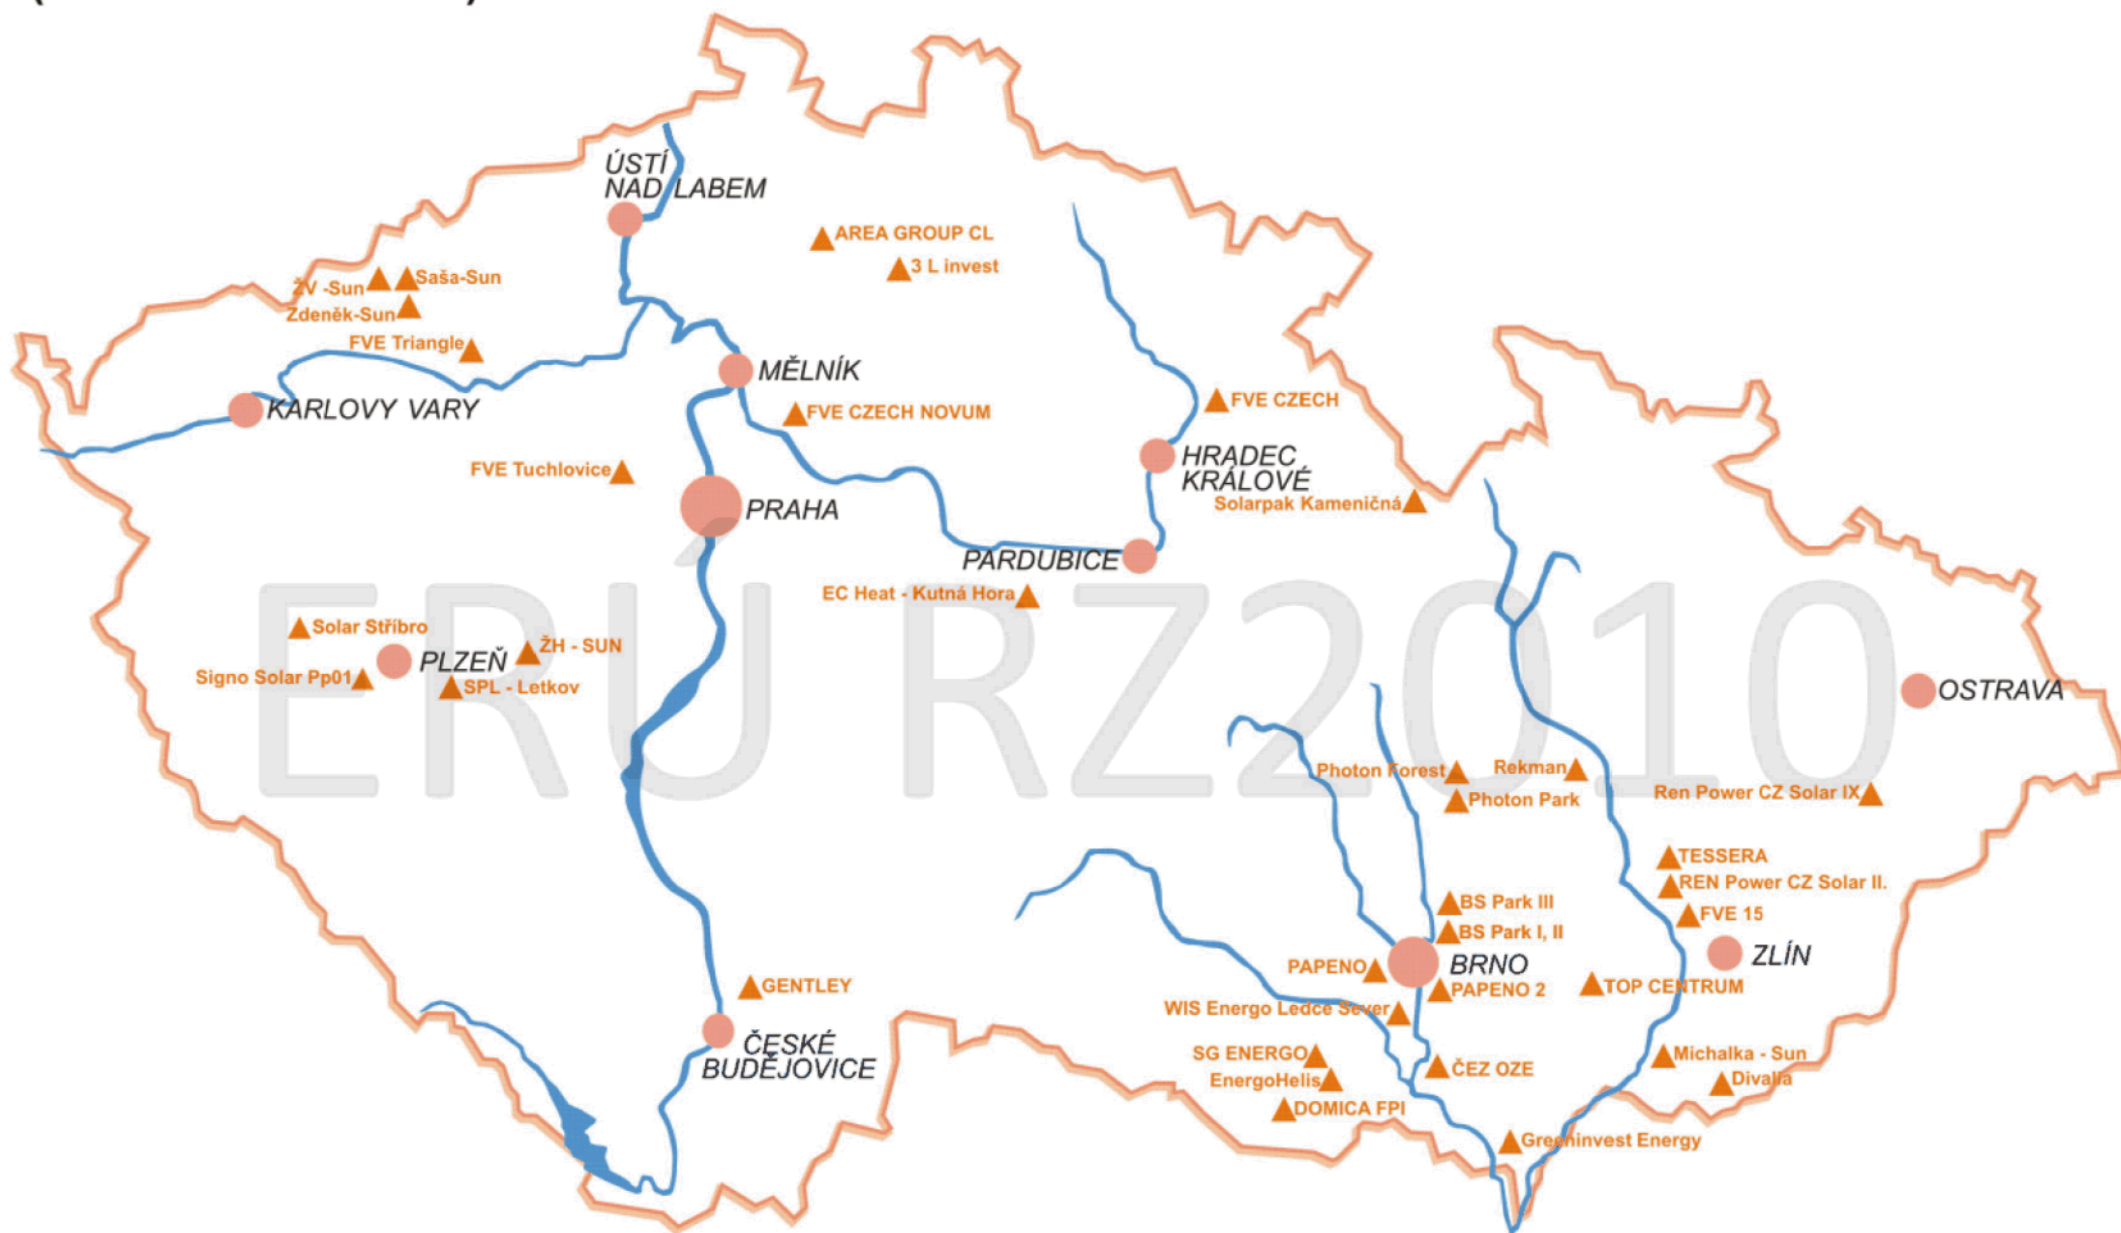 ÚSTÍ
NAD LABEM
AREA GROUP CL
3 L invest
ŽV -Sun
Saša-Sun
Zdeněk-Sun
FVE Triangle
MĚLNÍK
KARLOVY VARY
FVE CZECH NOVUM
FVE CZECH
HRADEC
KRÁLOVÉ
FVE Tuchlovice
PRAHA
Solarpak Kameničná
PARDUBICE
EC Heat - Kutná Hora
ERÚ RZ2010
Solar Stříbro
ŽH - SUN
PLZEŇ
Signo Solar Pp01
SPL - Letkov
OSTRAVA
Photon Forest
Rekman
Photon Park
Ren Power CZ Solar IX
TESSERA
REN Power CZ Solar II.
BS Park III
FVE 15
BS Park I, II
ZLÍN
PAPENO
BRNO
GENTLEY
PAPENO 2
TOP CENTRUM
WIS Energo Ledce Sever
ČESKÉ
BUDĚJOVICE
SG ENERGO
Michalka - Sun
ČEZ OZE
EnergoHelis
Divalia
DOMICA FPI
Greeninvest Energy